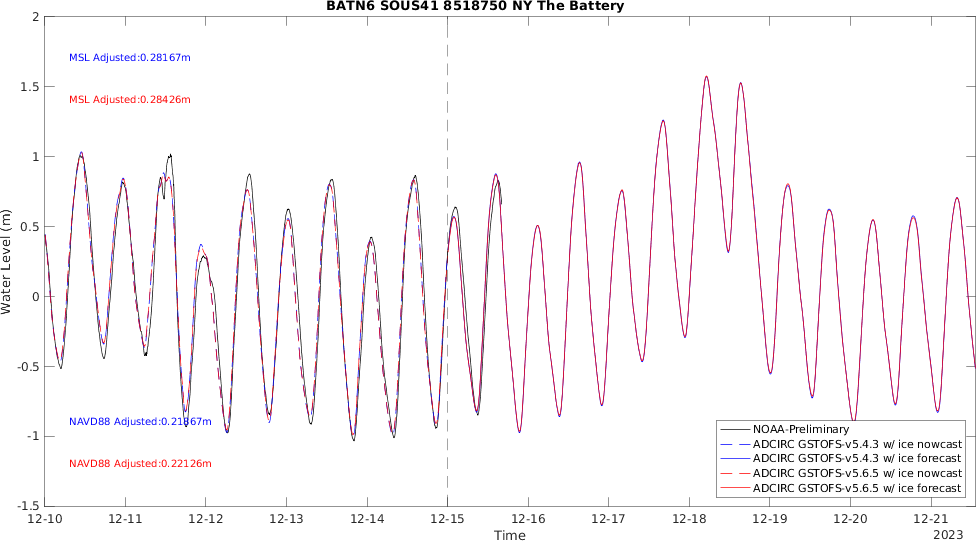 BATN6 SOUS41 8518750 NY The Battery
2
1.5
1
0.5
0
-0.5
-1
-1.5
Water Level (m)
MSL Adjusted:0.28167m
MSL Adjusted:0.28426m
NAVD88 Adjusted:0.21867m
NAVD88 Adjusted:0.22126m
NOAA-Preliminary
ADCIRC GSTOFS-v5.4.3 w/ ice nowcast
ADCIRC GSTOFS-v5.4.3 w/ ice forecast
ADCIRC GSTOFS-v5.6.5 w/ ice nowcast
ADCIRC GSTOFS-v5.6.5 w/ ice forecast
12-10 12-11 12-12 12-13 12-14 12-15 12-16 12-17 12-18 12-19 12-20 12-21
Time
2023